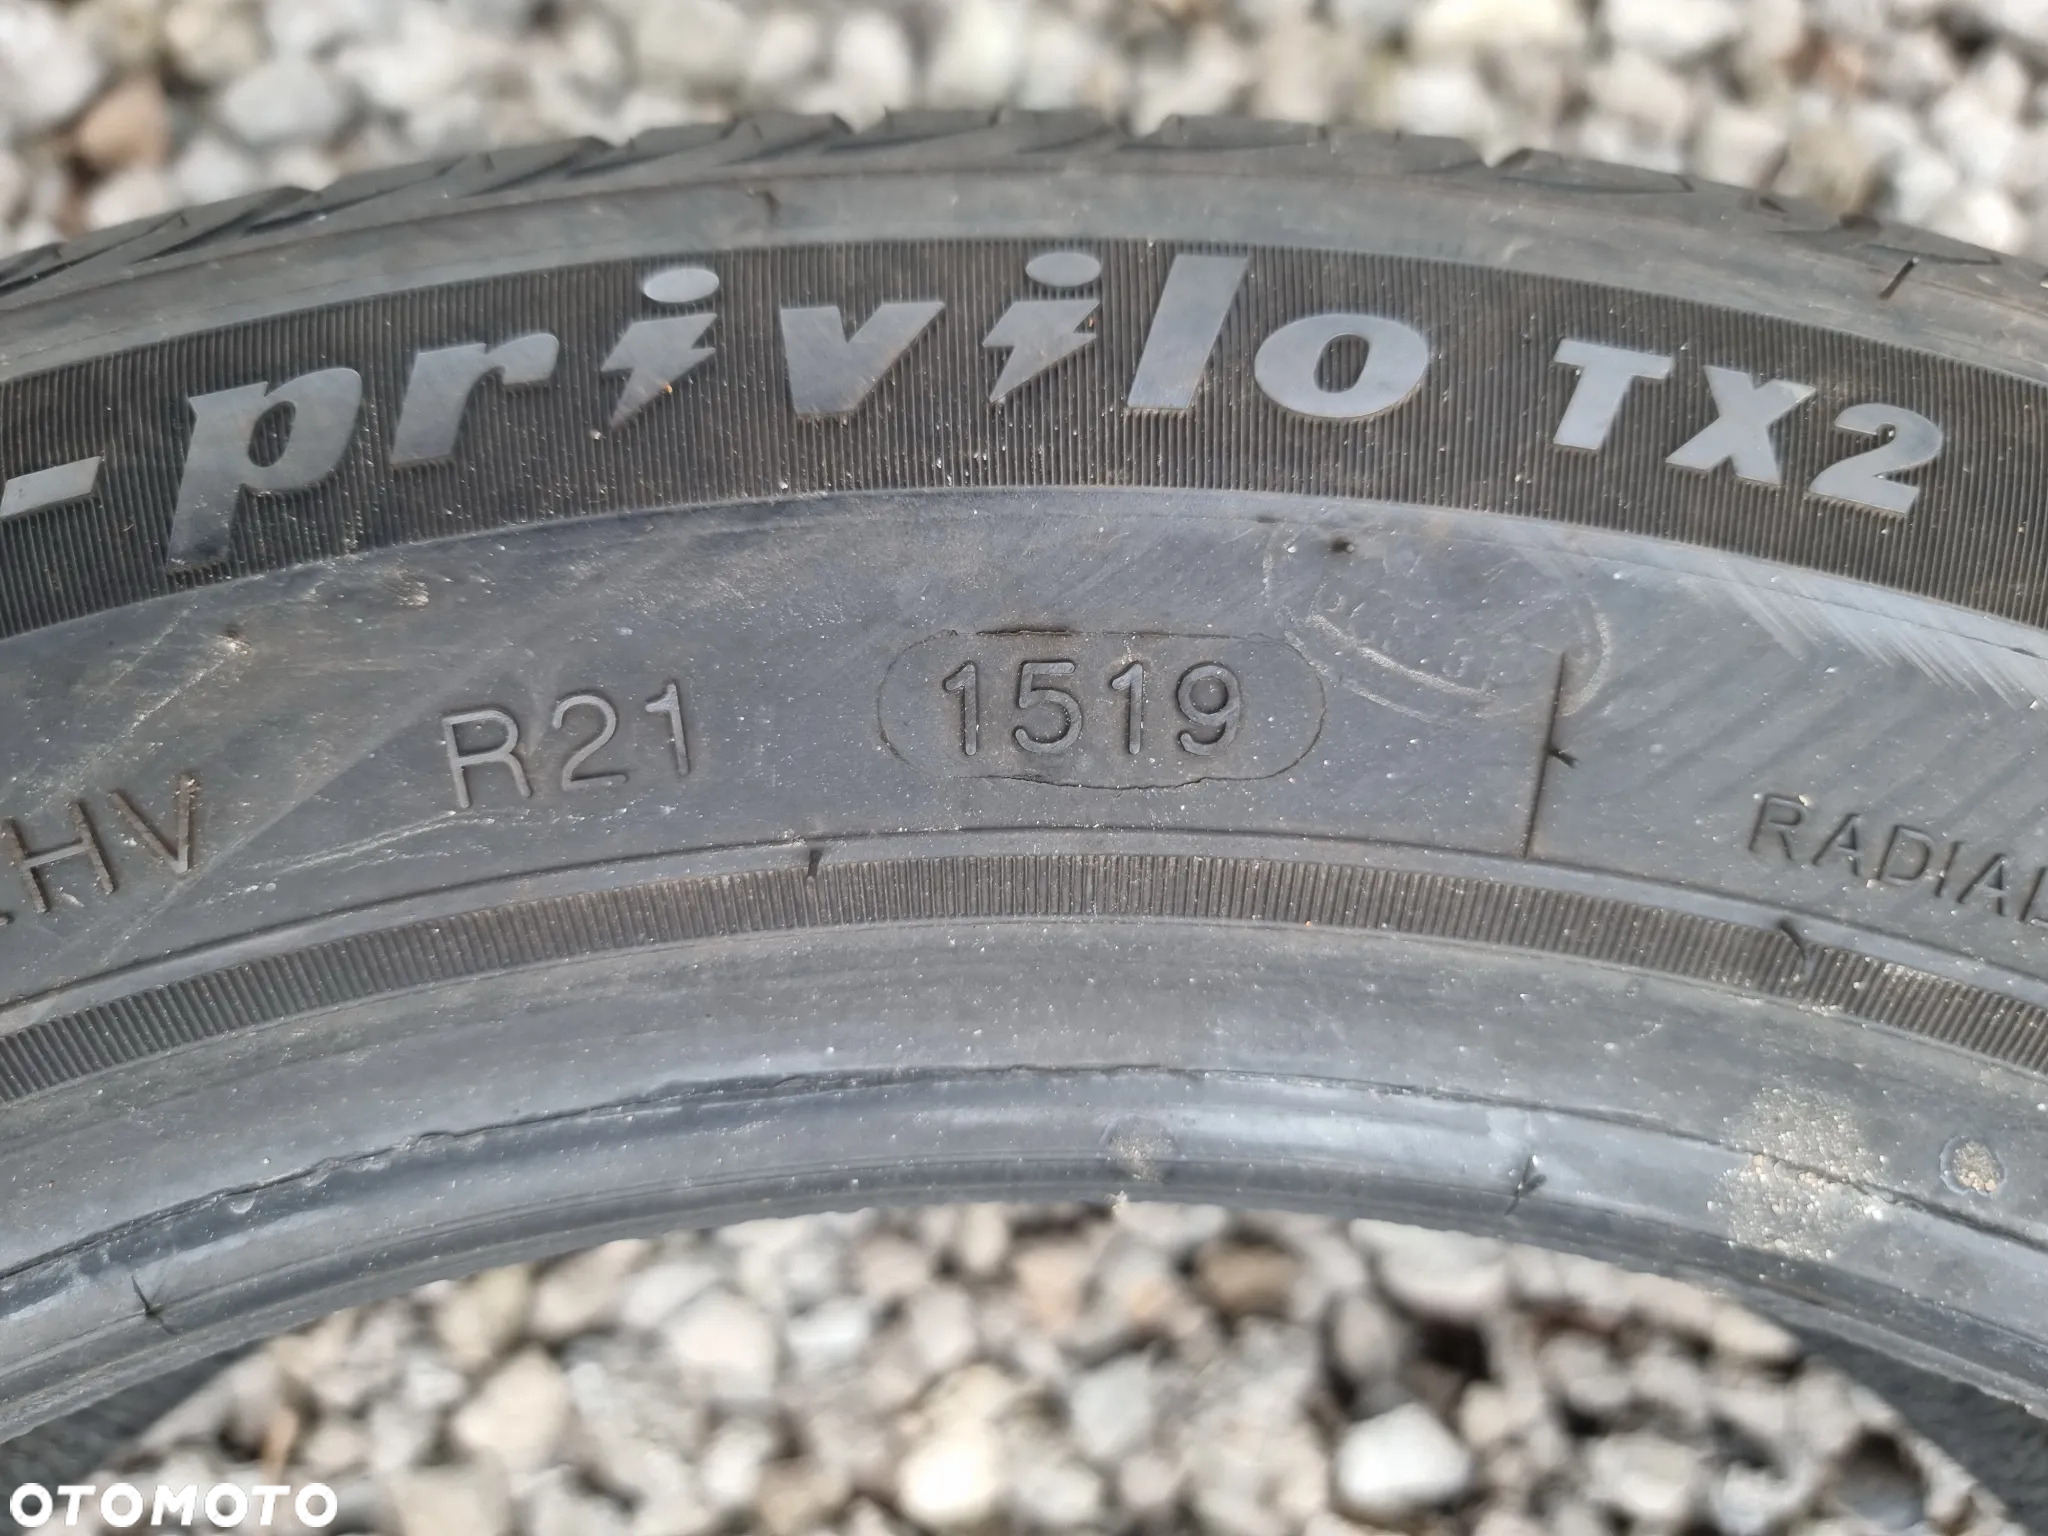 -privilo TX2
HV R21 1519
RADIAL
OTOMOTO